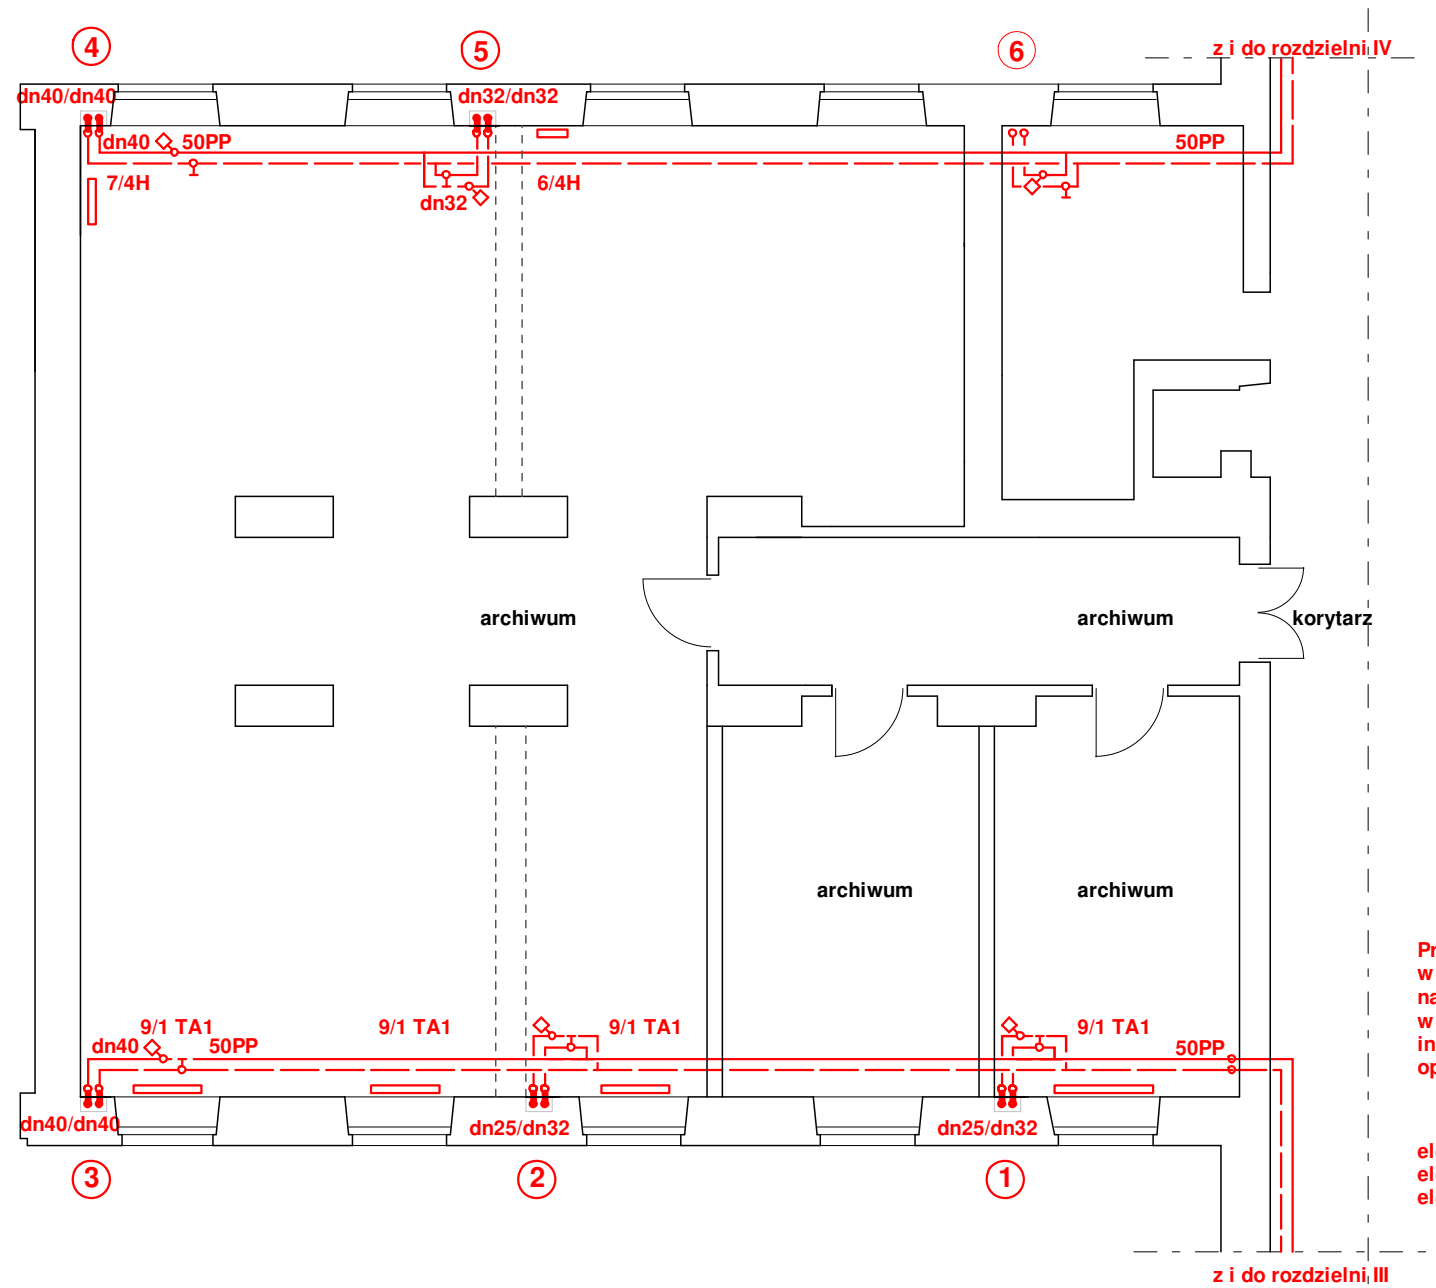 4
5
6
z i do rozdzielni IV
dn40/dn40
dn32/dn32
dn40
50PP
50PP
7/4H
6/4H
dn32
archiwum
archiwum
korytarz
archiwum
archiwum
9/1 TA1
9/1 TA1
9/1 TA1
9/1 TA1
dn40
50PP
50PP
dn40/dn40
dn25/dn32
dn25/dn32
3
2
1
z i do rozdzielni III